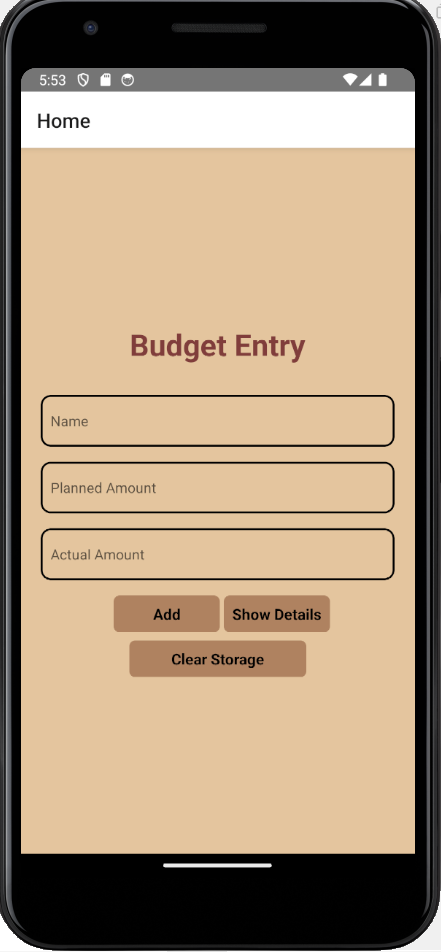 5:53
Home
Budget Entry
Name
Planned Amount
Actual Amount
Add Show Details
Clear Storage